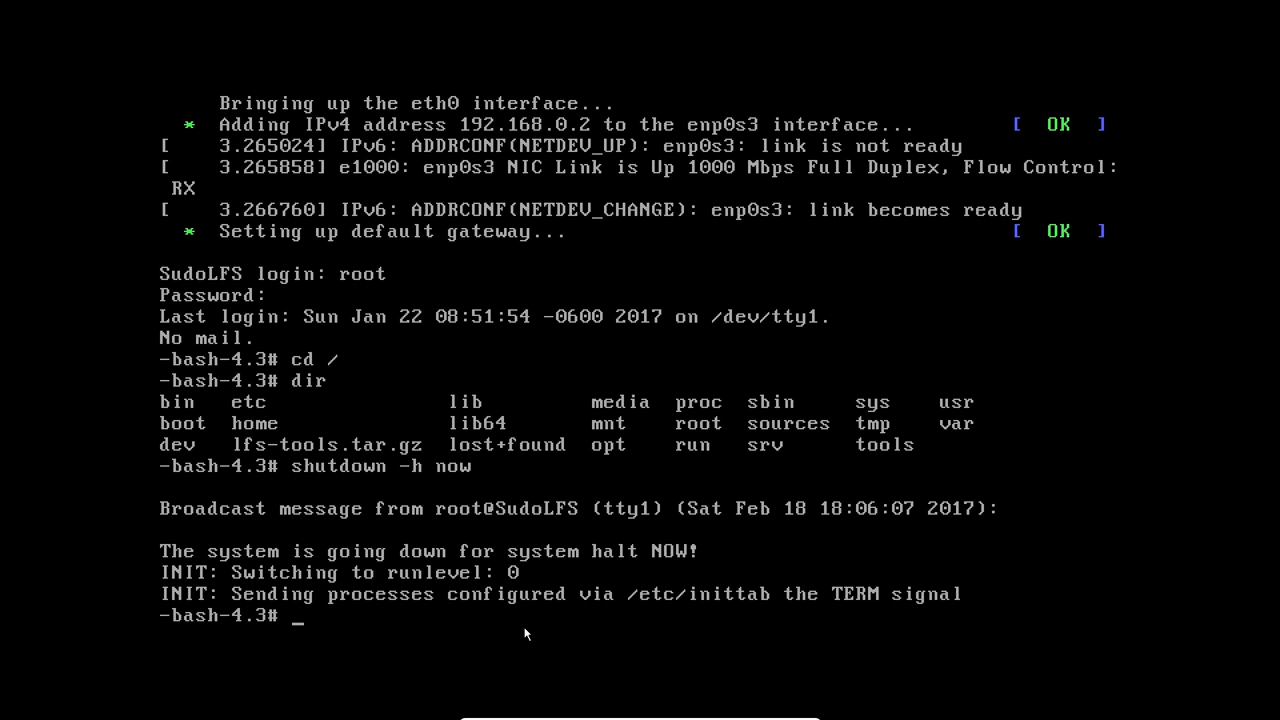 Bringing up the eth0 interface...
* Adding IPv4 address 192.168.0.2 to the enp0s3 interface... [ OK ]
[ 3.265024] IPv6: ADDRCONF(NETDEV_UP): enp0s3: link is not ready
[ 3.265858] e1000: enp0s3 NIC Link is Up 1000 Mbps Full Duplex, Flow Control:
RX
[ 3.266760] IPv6: ADDRCONF(NETDEV_CHANGE): enp0s3: link becomes ready
* Setting up default gateway... [ OK ]
SudoLFS login: root
Password:
Last login: Sun Jan 22 08:51:54 -0600 2017 on /dev/tty1.
No mail.
-bash-4.3# cd /
-bash-4.3# dir
bin etc lib media proc sbin sys usr
boot home lib64 mnt root sources tmp var
dev lfs-tools.tar.gz lost+found opt run srv tools
-bash-4.3# shutdown -h now
Broadcast message from root@SudoLFS (tty1) (Sat Feb 18 18:06:07 2017):
The system is going down for system halt NOW!
INIT: Switching to runlevel: 0
INIT: Sending processes configured via /etc/inittab the TERM signal
-bash-4.3# _